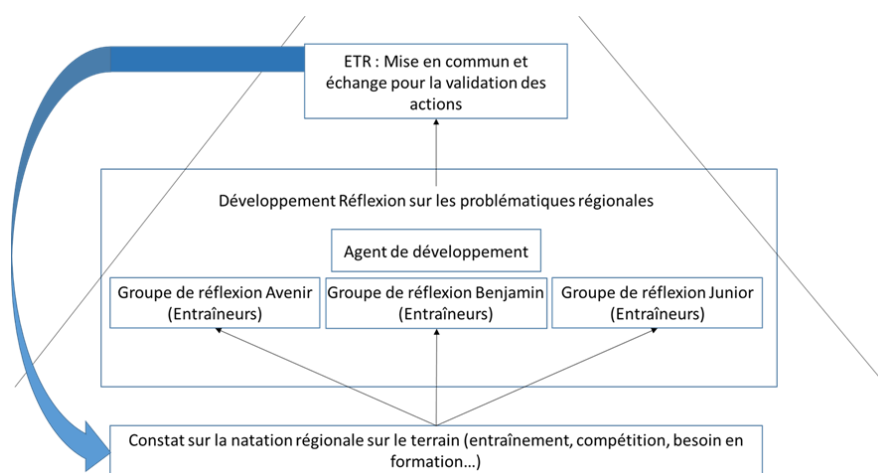 ETR : Mise en commun et
échange pour la validation des
actions
Développement Réflexion sur les problématiques régionales
Agent de développement
Groupe de réflexion Avenir
(Entraîneurs)
Groupe de réflexion Benjamin
(Entraîneurs)
Groupe de réflexion Junior
(Entraîneurs)
Constat sur la natation régionale sur le terrain (entraînement, compétition, besoin en
formation...)